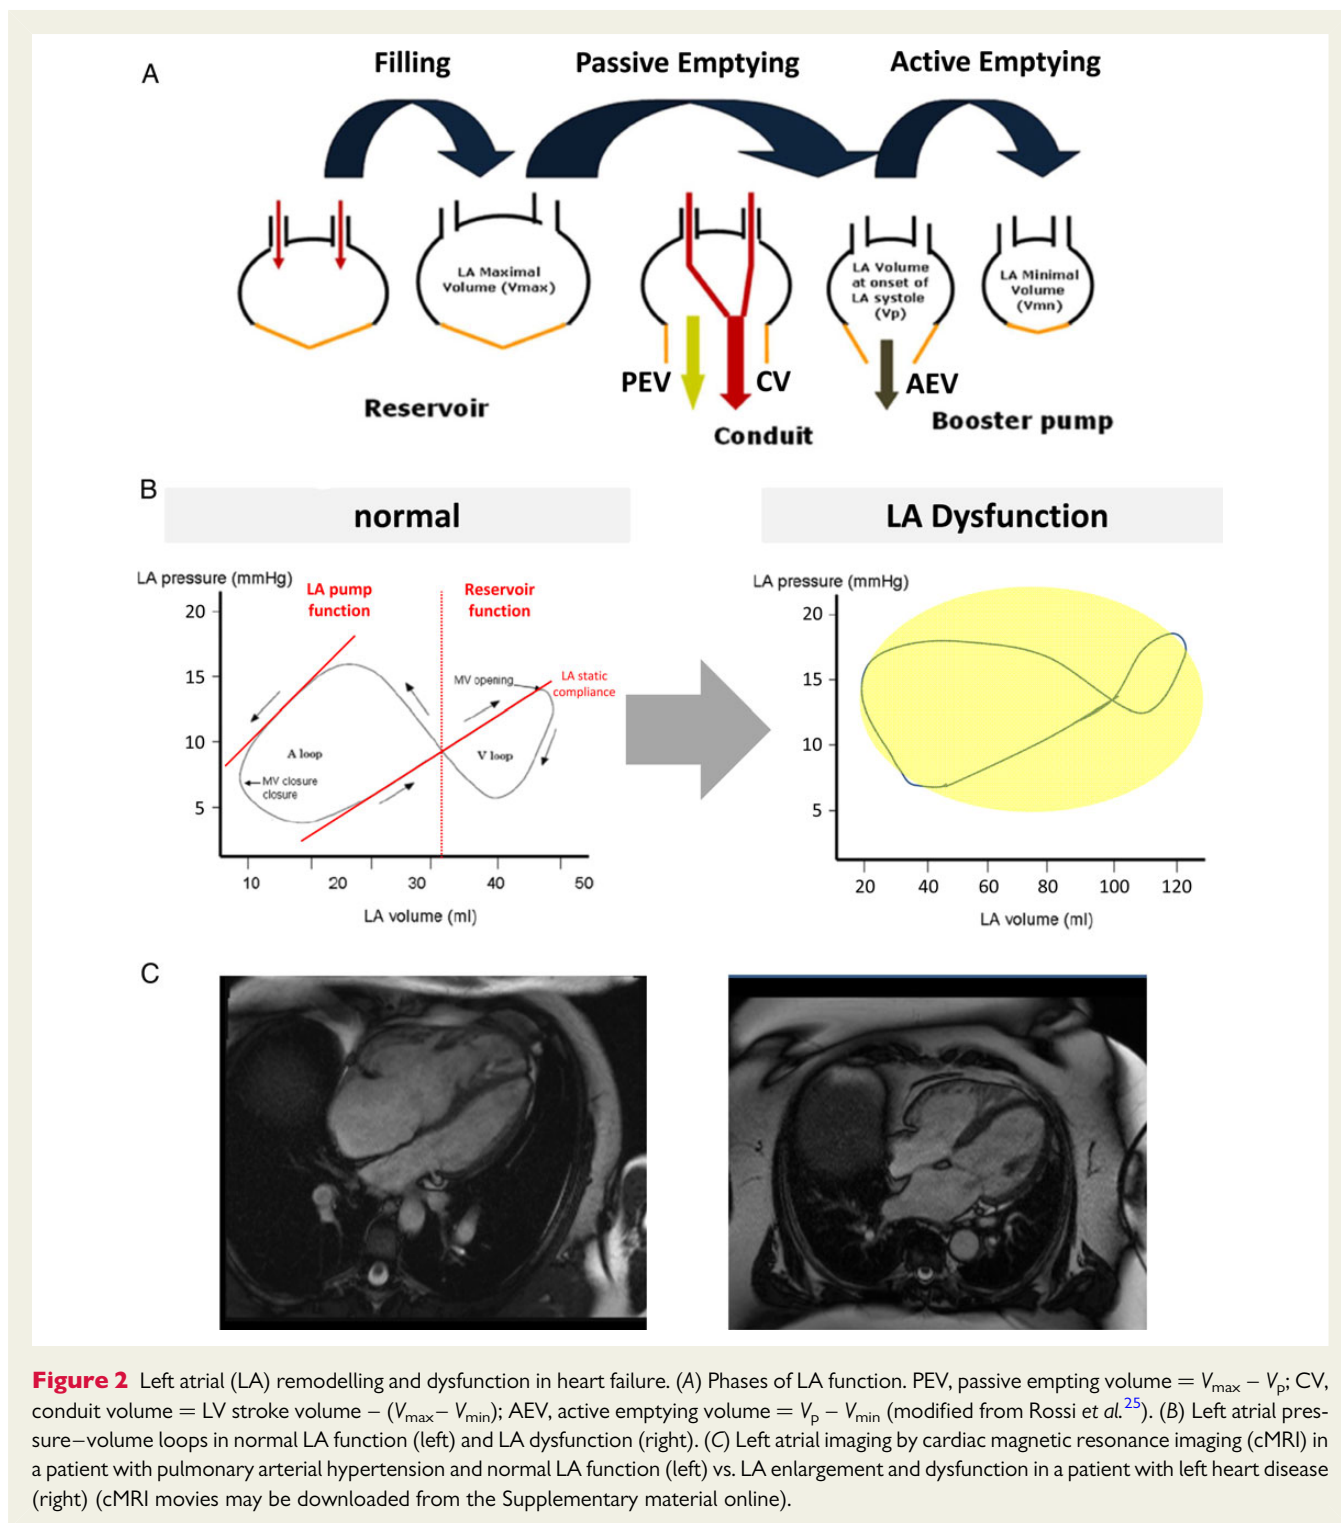 A
Filling
Passive Emptying
Active Emptying
LA Maximal
Volume (Vmax)
LA Volume
at onset of
LA systole
(Vp)
LA Minimal
Volume
(Vmn)
PEV
CV
AEV
Reservoir
Conduit
Booster pump
B
normal
LA Dysfunction
LA pressure (mmHg)
LA pump
function
Reservoir
function
20
15
10
5
MV opening
LA static
compliance
A loop
V loop
MV closure
closure
10
20
30
40
50
LA volume (ml)
LA pressure (mmHg)
20
15
10
5
20
40
60
80
100
120
LA volume (ml)
C
Figure 2 Left atrial (LA) remodelling and dysfunction in heart failure. (A) Phases of LA function. PEV, passive empting volume = Vmax – Vp; CV,
conduit volume = LV stroke volume – (Vmax– Vmin); AEV, active emptying volume = Vp – Vmin (modified from Rossi et al.25). (B) Left atrial pres-
sure–volume loops in normal LA function (left) and LA dysfunction (right). (C) Left atrial imaging by cardiac magnetic resonance imaging (cMRI) in
a patient with pulmonary arterial hypertension and normal LA function (left) vs. LA enlargement and dysfunction in a patient with left heart disease
(right) (cMRI movies may be downloaded from the Supplementary material online).